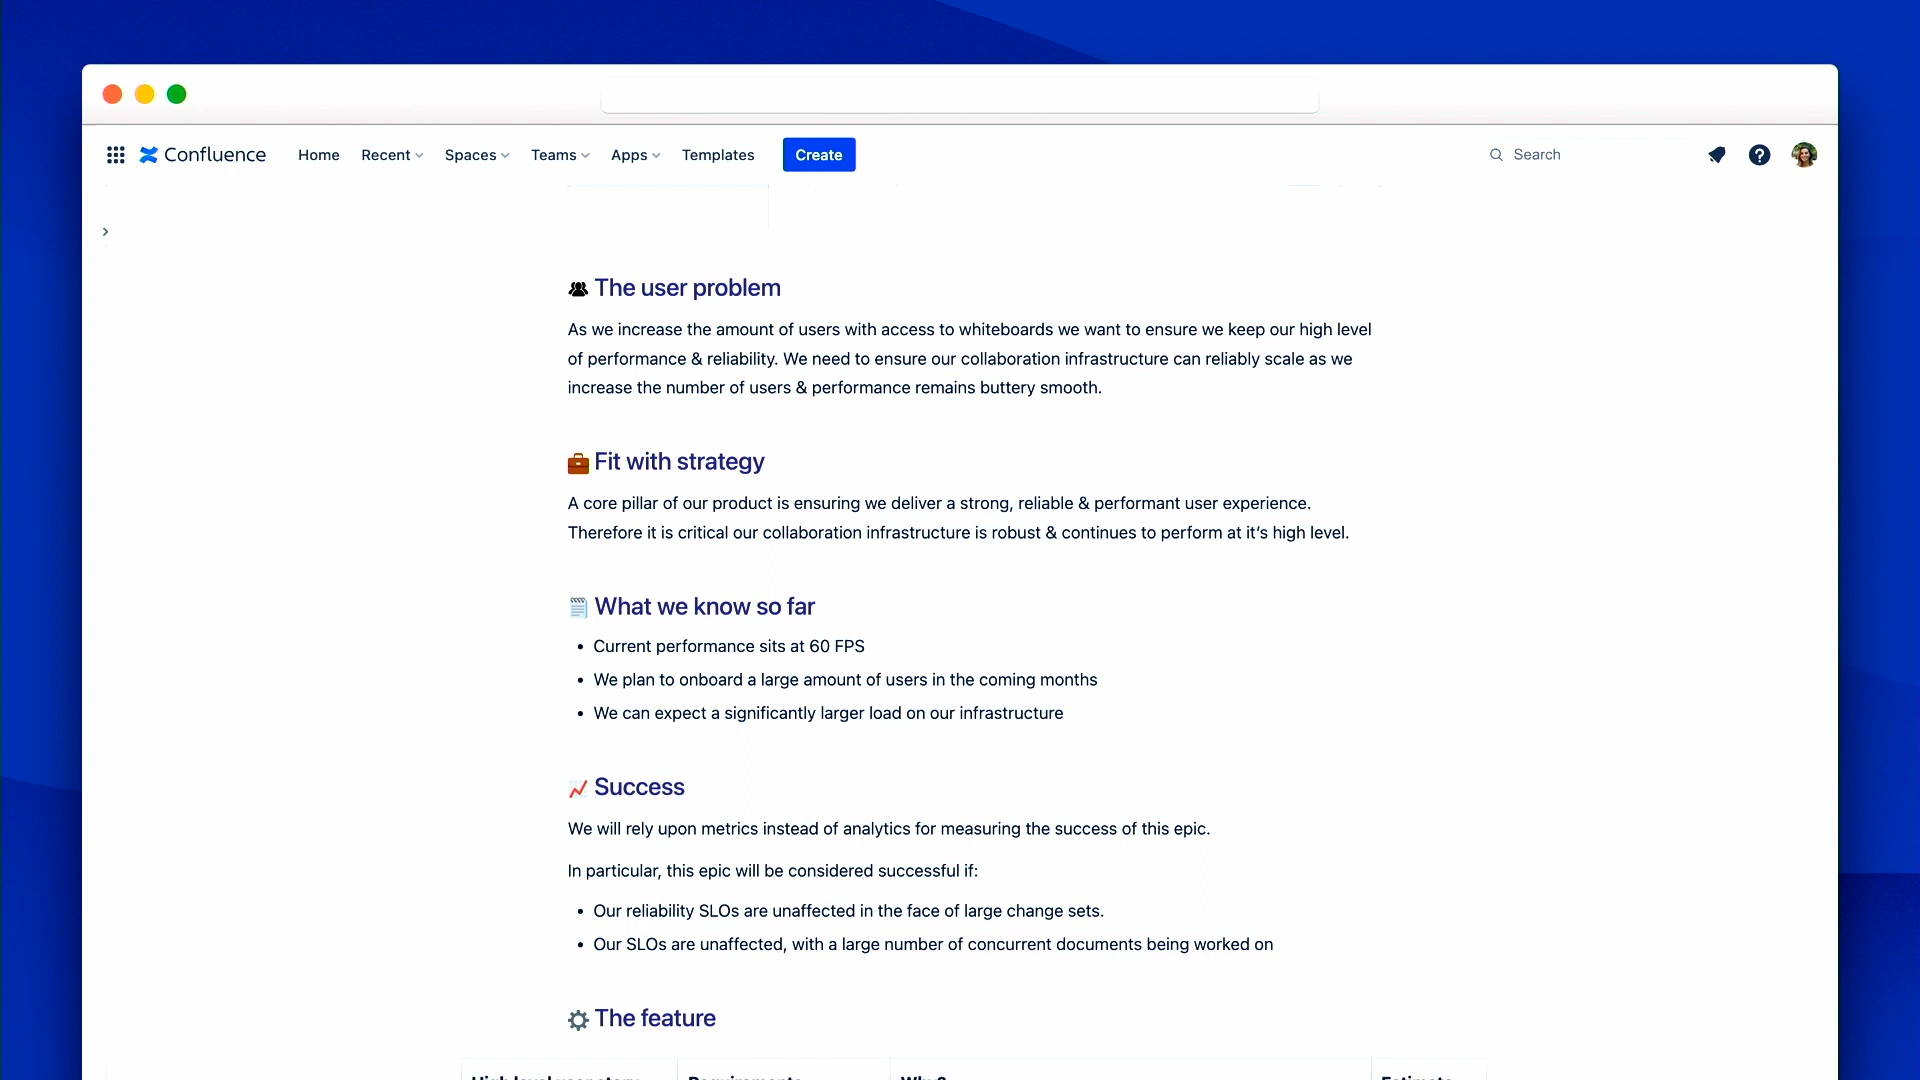 Confluence Home Recent Spaces Teams Apps Templates Create Search
The user problem
As we increase the amount of users with access to whiteboards we want to ensure we keep our high level
of performance & reliability. We need to ensure our collaboration infrastructure can reliably scale as we
increase the number of users & performance remains buttery smooth.
Fit with strategy
A core pillar of our product is ensuring we deliver a strong, reliable & performant user experience.
Therefore it is critical our collaboration infrastructure is robust & continues to perform at it’s high level.
What we know so far
• Current performance sits at 60 FPS
• We plan to onboard a large amount of users in the coming months
• We can expect a significantly larger load on our infrastructure
Success
We will rely upon metrics instead of analytics for measuring the success of this epic.
In particular, this epic will be considered successful if:
• Our reliability SLOs are unaffected in the face of large change sets.
• Our SLOs are unaffected, with a large number of concurrent documents being worked on
The feature
High level user story Requirements Why? Estimate